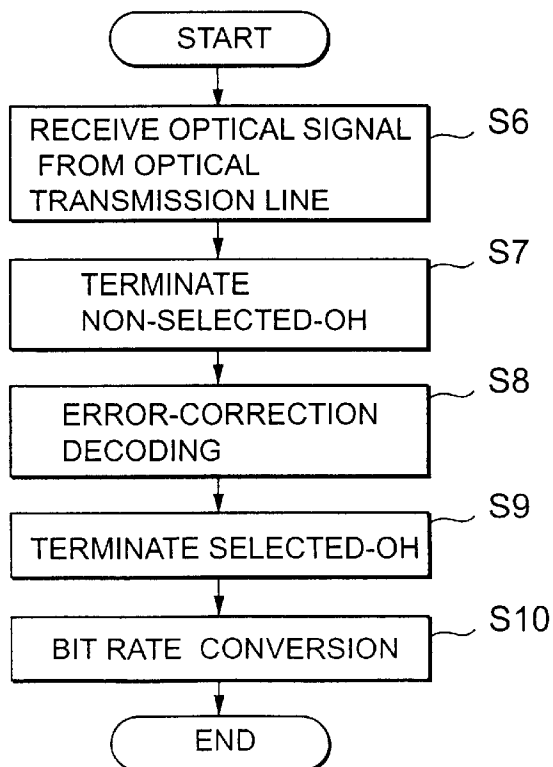 START
RECEIVE OPTICAL SIGNAL
FROM OPTICAL
TRANSMISSION LINE
S6
TERMINATE
NON-SELECTED-OH
S7
ERROR-CORRECTION
DECODING
S8
TERMINATE SELECTED-OH
S9
BIT RATE CONVERSION
S10
END